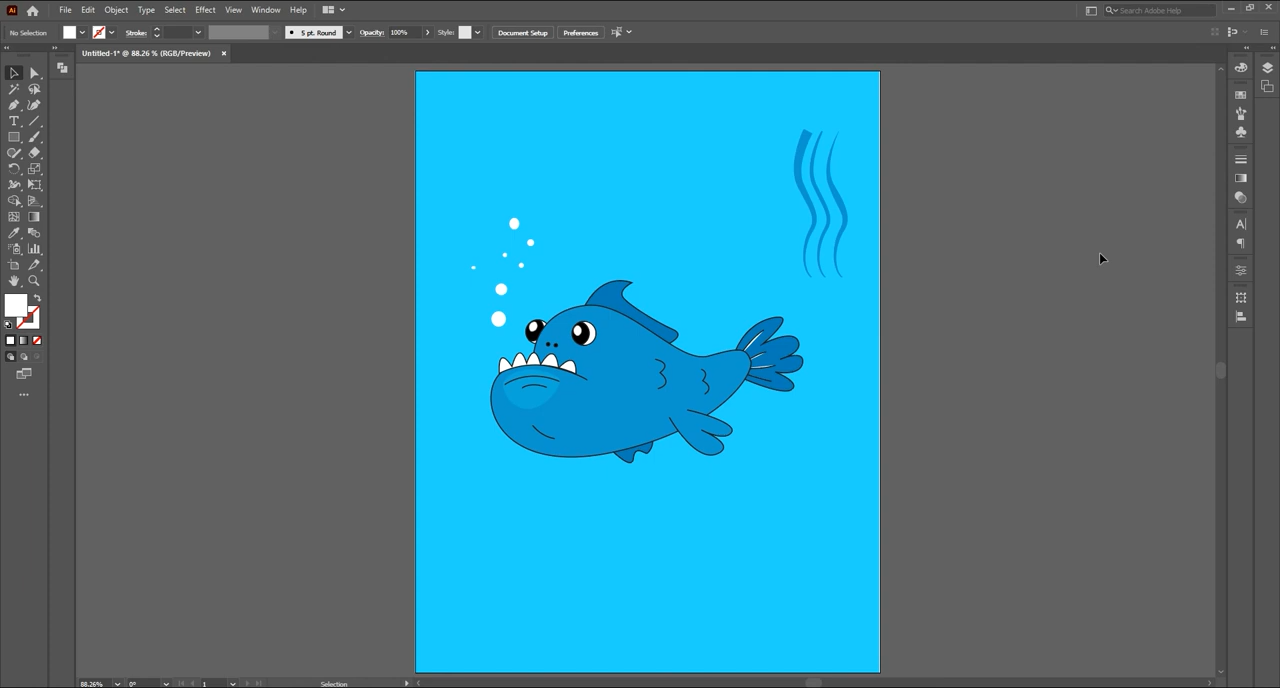 Ai File Edit Object Type Select Effect View Window Help Search Adobe Help
No Selection Stroke: 5 pt. Round Opacity: 100% Style: Document Setup Preferences
Untitled-1* @ 88.26 % (RGB/Preview) ×
88.26% 0° 1 Selection